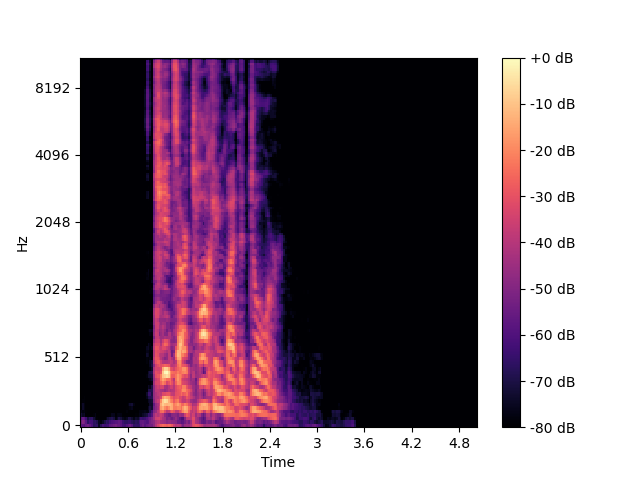 8192
4096
2048
1024
512
0
Hz
0 0.6 1.2 1.8 2.4 3 3.6 4.2 4.8
Time
+0 dB
-10 dB
-20 dB
-30 dB
-40 dB
-50 dB
-60 dB
-70 dB
-80 dB